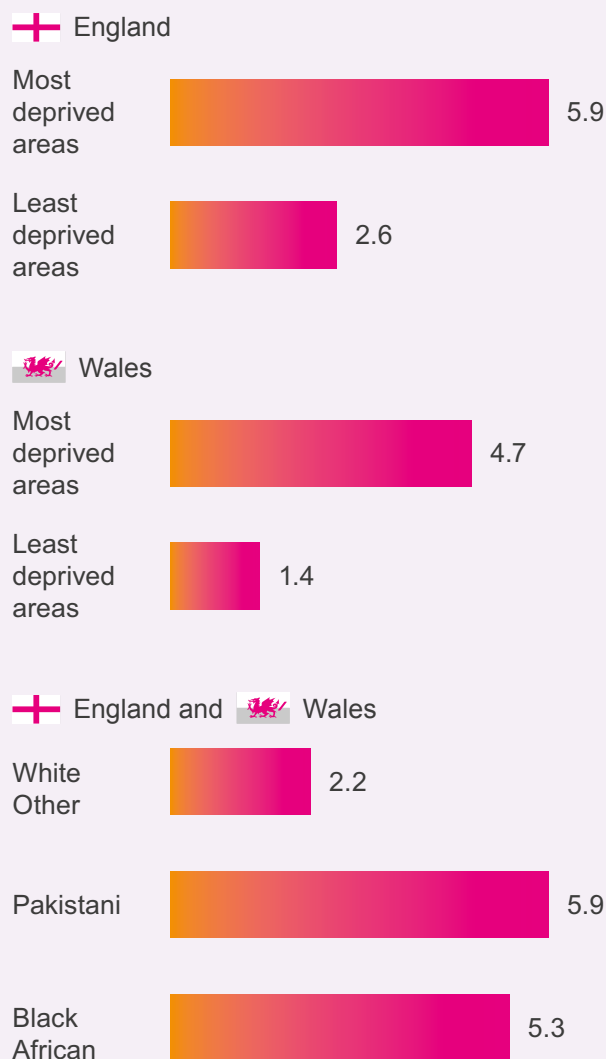 England
Most
deprived
areas
5.9
Least
deprived
areas
2.6
Wales
Most
deprived
areas
4.7
Least
deprived
areas
1.4
England and Wales
White
Other
2.2
Pakistani
5.9
Black
African
5.3